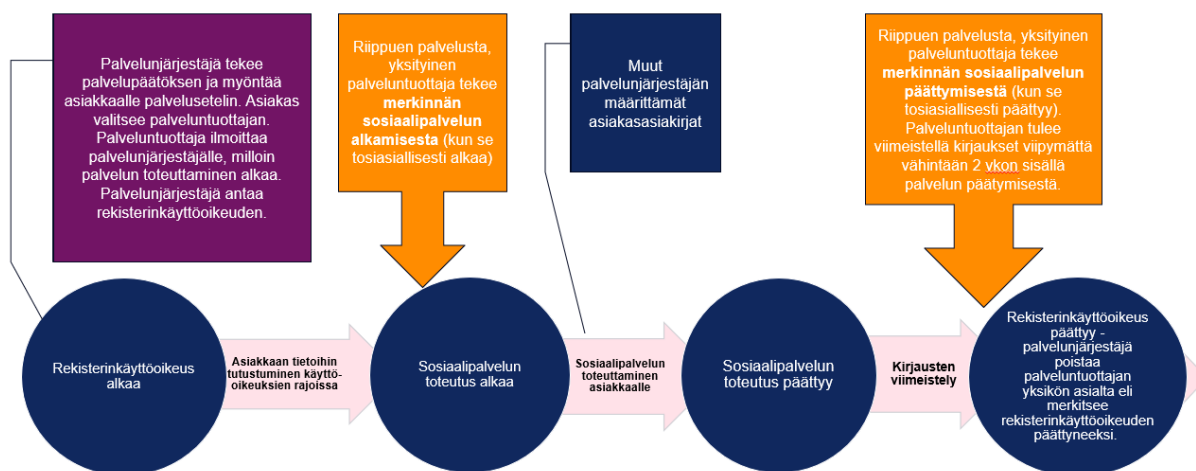 Palvelunjärjestäjä tekee
palvelupäätöksen ja myöntää
asiakkaalle palvelusetelin. Asiakas
valitsee palveluntuottajan.
Palveluntuottaja ilmoittaa
palvelunjärjestäjälle, milloin
palvelun toteuttaminen alkaa.
Palvelunjärjestäjä antaa
rekisterinkäyttöoikeuden.
Riippuen palvelusta,
yksityinen
palveluntuottaja tekee
merkinnän
sosiaalipalvelun
alkamisesta (kun se
tosiasiallisesti alkaa)
Muut
palvelunjärjestäjän
määrittämät
asiakasasiakirjat
Riippuen palvelusta, yksityinen
palveluntuottaja tekee
merkinnän sosiaalipalvelun
päättymisestä (kun se
tosiasiallisesti päättyy).
Palveluntuottajan tulee
viimeistellä kirjaukset viipymättä
vähintään 2 vkon sisällä
palvelun päätymisestä.
Rekisterinkäyttöoikeus
alkaa
Asiakkaan tietoihin
tutustuminen käyttö-
oikeuksien rajoissa
Sosiaalipalvelun
toteutus alkaa
Sosiaalipalvelun
toteuttaminen
asiakkaalle
Sosiaalipalvelun
toteutus päättyy
Kirjausten
viimeistely
Rekisterinkäyttöoikeus
päättyy -
palvelunjärjestäjä
poistaa
palveluntuottajan
yksikön asialta eli
merkitsee
rekisterinkäyttöoikeuden
päättyneeksi.